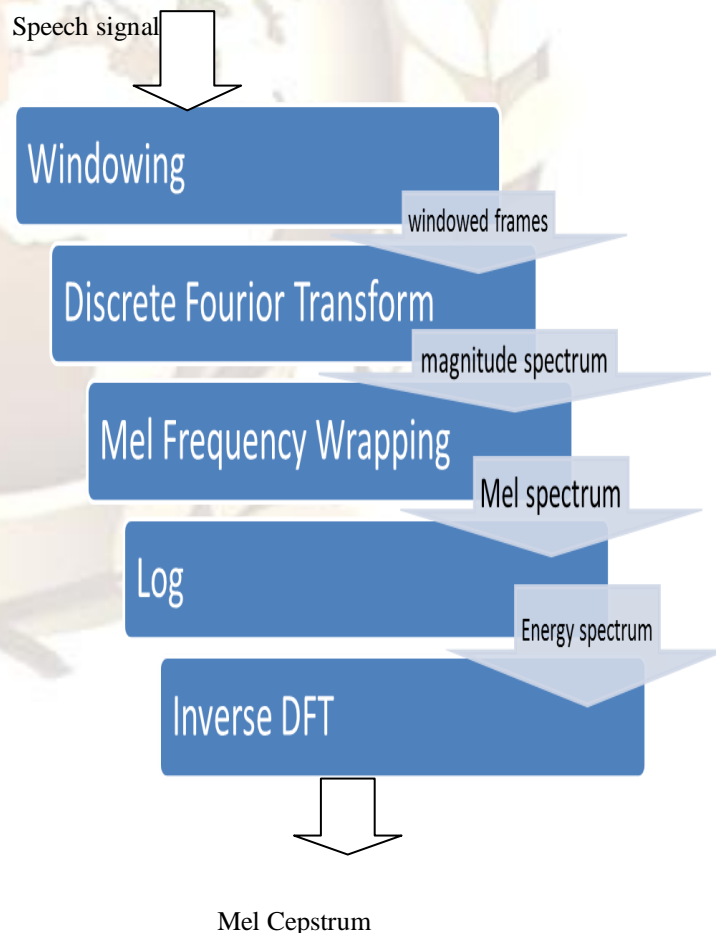 Speech signal
Windowing
windowed frames
Discrete Fourior Transform
magnitude spectrum
Mel Frequency Wrapping
Mel spectrum
Log
Energy spectrum
Inverse DFT
Mel Cepstrum